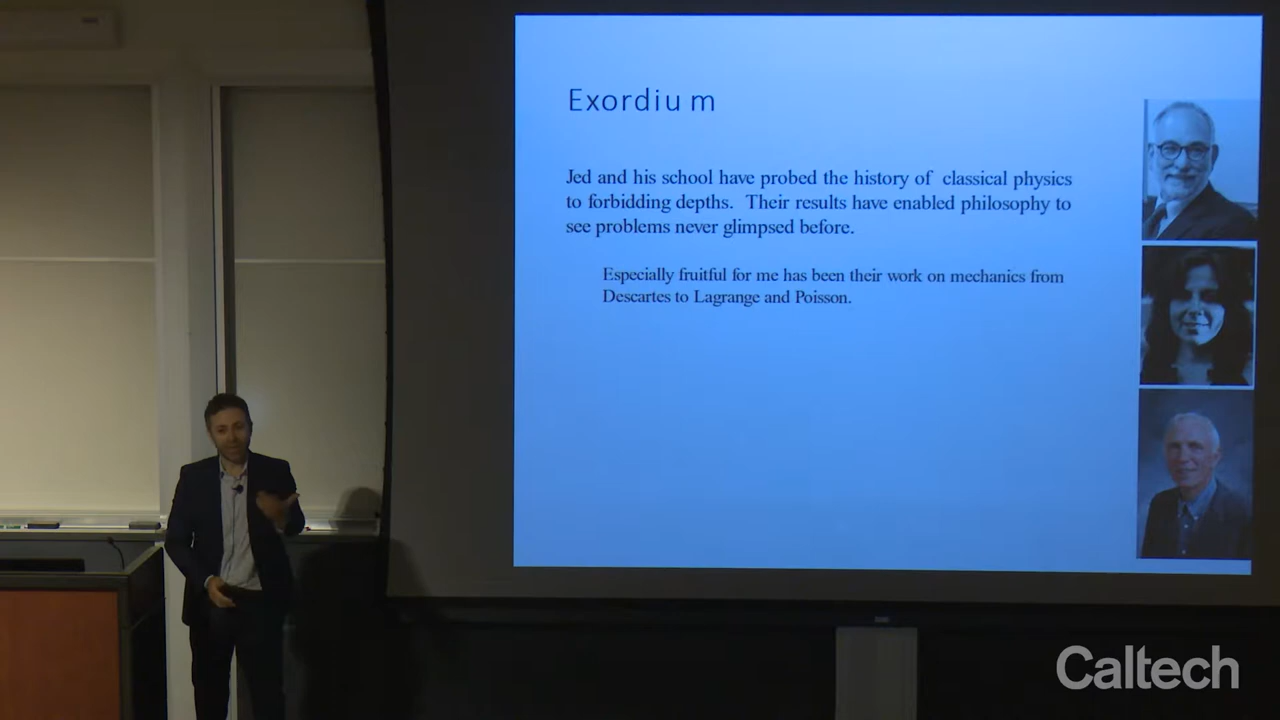 Exordium
Jed and his school have probed the history of classical physics
to forbidding depths. Their results have enabled philosophy to
see problems never glimpsed before.
Especially fruitful for me has been their work on mechanics from
Descartes to Lagrange and Poisson.
Caltech